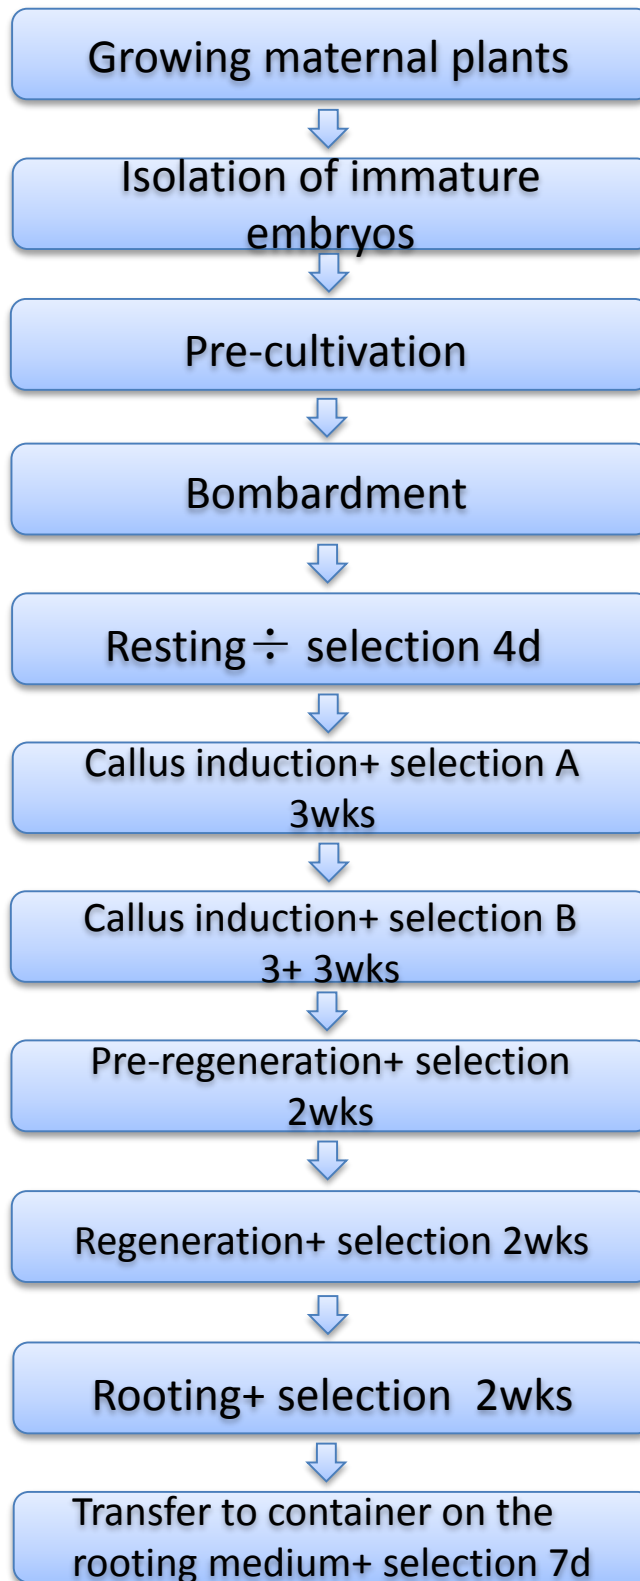 Growing maternal plants
Isolation of immature
embryos
Pre-cultivation
Bombardment
Resting÷ selection 4d
Callus induction+ selection A
3wks
Callus induction+ selection B
3+ 3wks
Pre-regeneration+ selection
2wks
Regeneration+ selection 2wks
Rooting+ selection  2wks
Transfer to container on the
rooting medium+ selection 7d